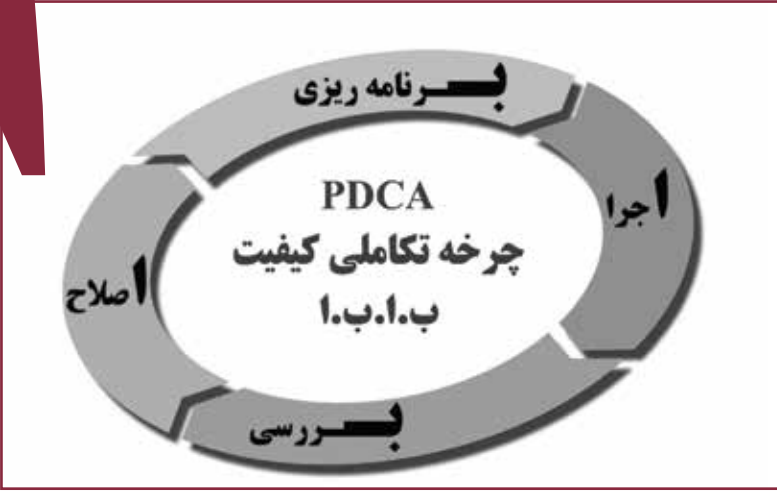 برنامه ریزی
اجرا
PDCA
چرخه تکاملی کیفیت
ب.ا.ب.ا
اصلاح
بررسی